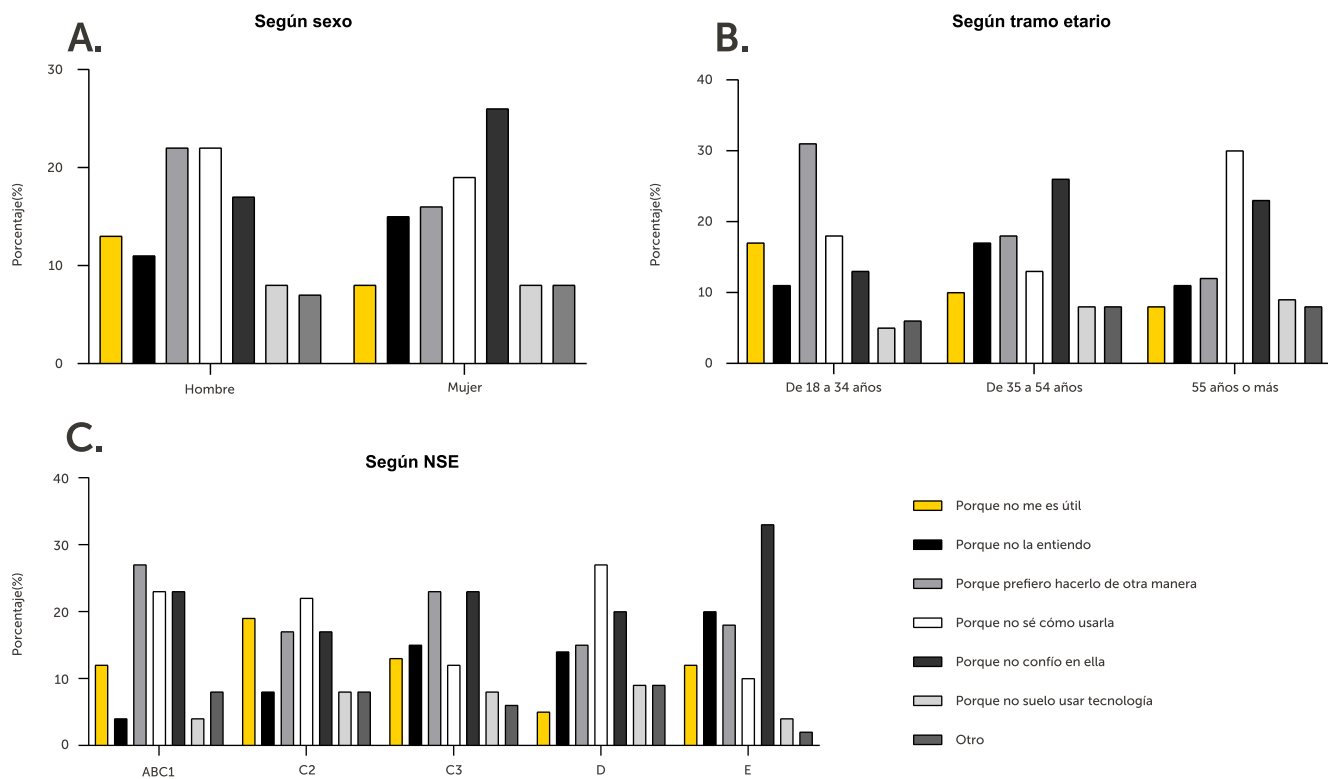 A.
Según sexo
30
20
10
0
Porcentaje(%)
Hombre
Mujer
B.
Según tramo etario
40
30
20
10
0
Porcentaje(%)
De 18 a 34 años
De 35 a 54 años
55 años o más
C.
Según NSE
40
30
20
10
0
Porcentaje(%)
ABC1
C2
C3
D
E
Porque no me es útil
Porque no la entiendo
Porque prefiero hacerlo de otra manera
Porque no sé cómo usarla
Porque no confío en ella
Porque no suelo usar tecnología
Otro